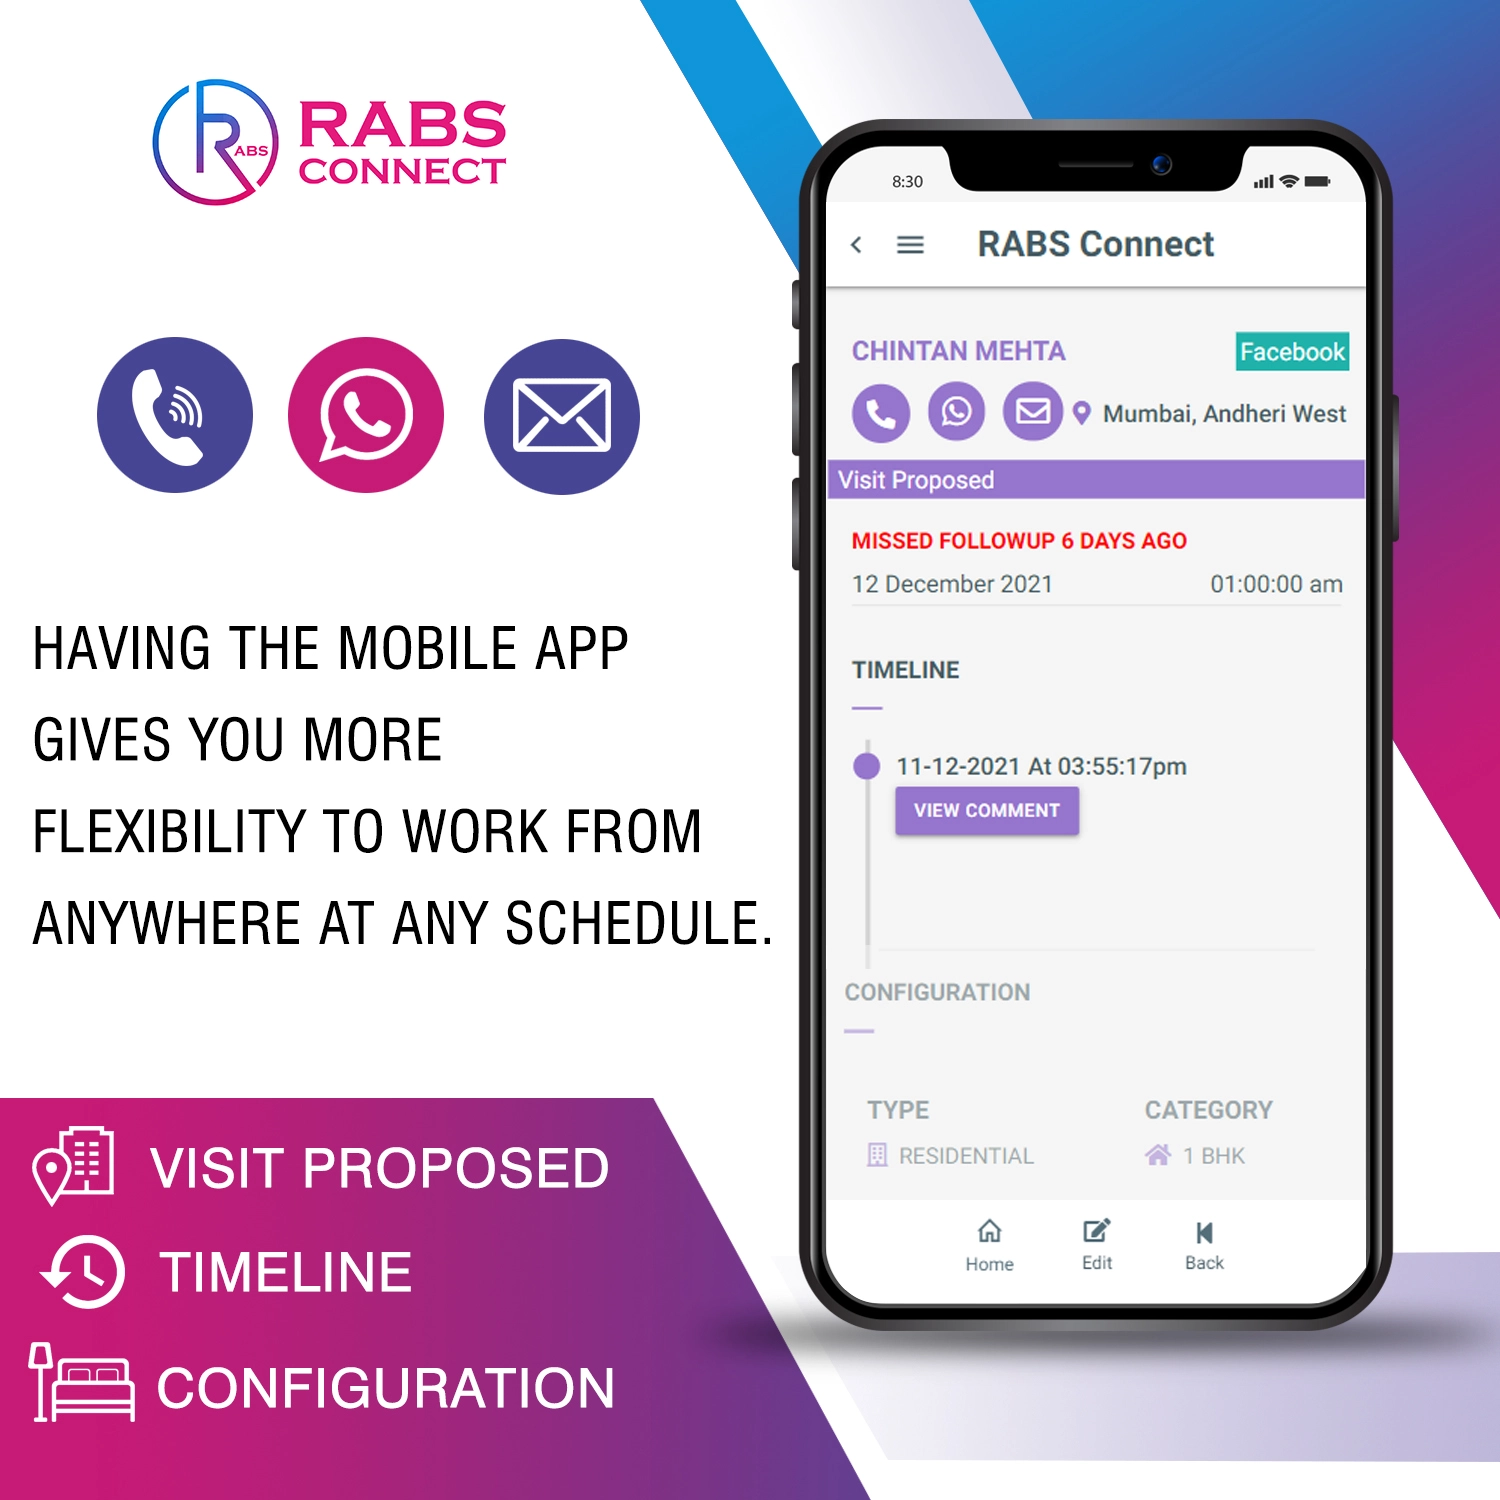 ABS
RABS
CONNECT
HAVING THE MOBILE APP
GIVES YOU MORE
FLEXIBILITY TO WORK FROM
ANYWHERE AT ANY SCHEDULE.
VISIT PROPOSED
TIMELINE
CONFIGURATION
8:30
RABS Connect
CHINTAN MEHTA
Facebook
Mumbai, Andheri West
Visit Proposed
MISSED FOLLOWUP 6 DAYS AGO
12 December 2021 01:00:00 am
TIMELINE
11-12-2021 At 03:55:17pm
VIEW COMMENT
CONFIGURATION
TYPE CATEGORY
RESIDENTIAL 1 BHK
Home Edit Back